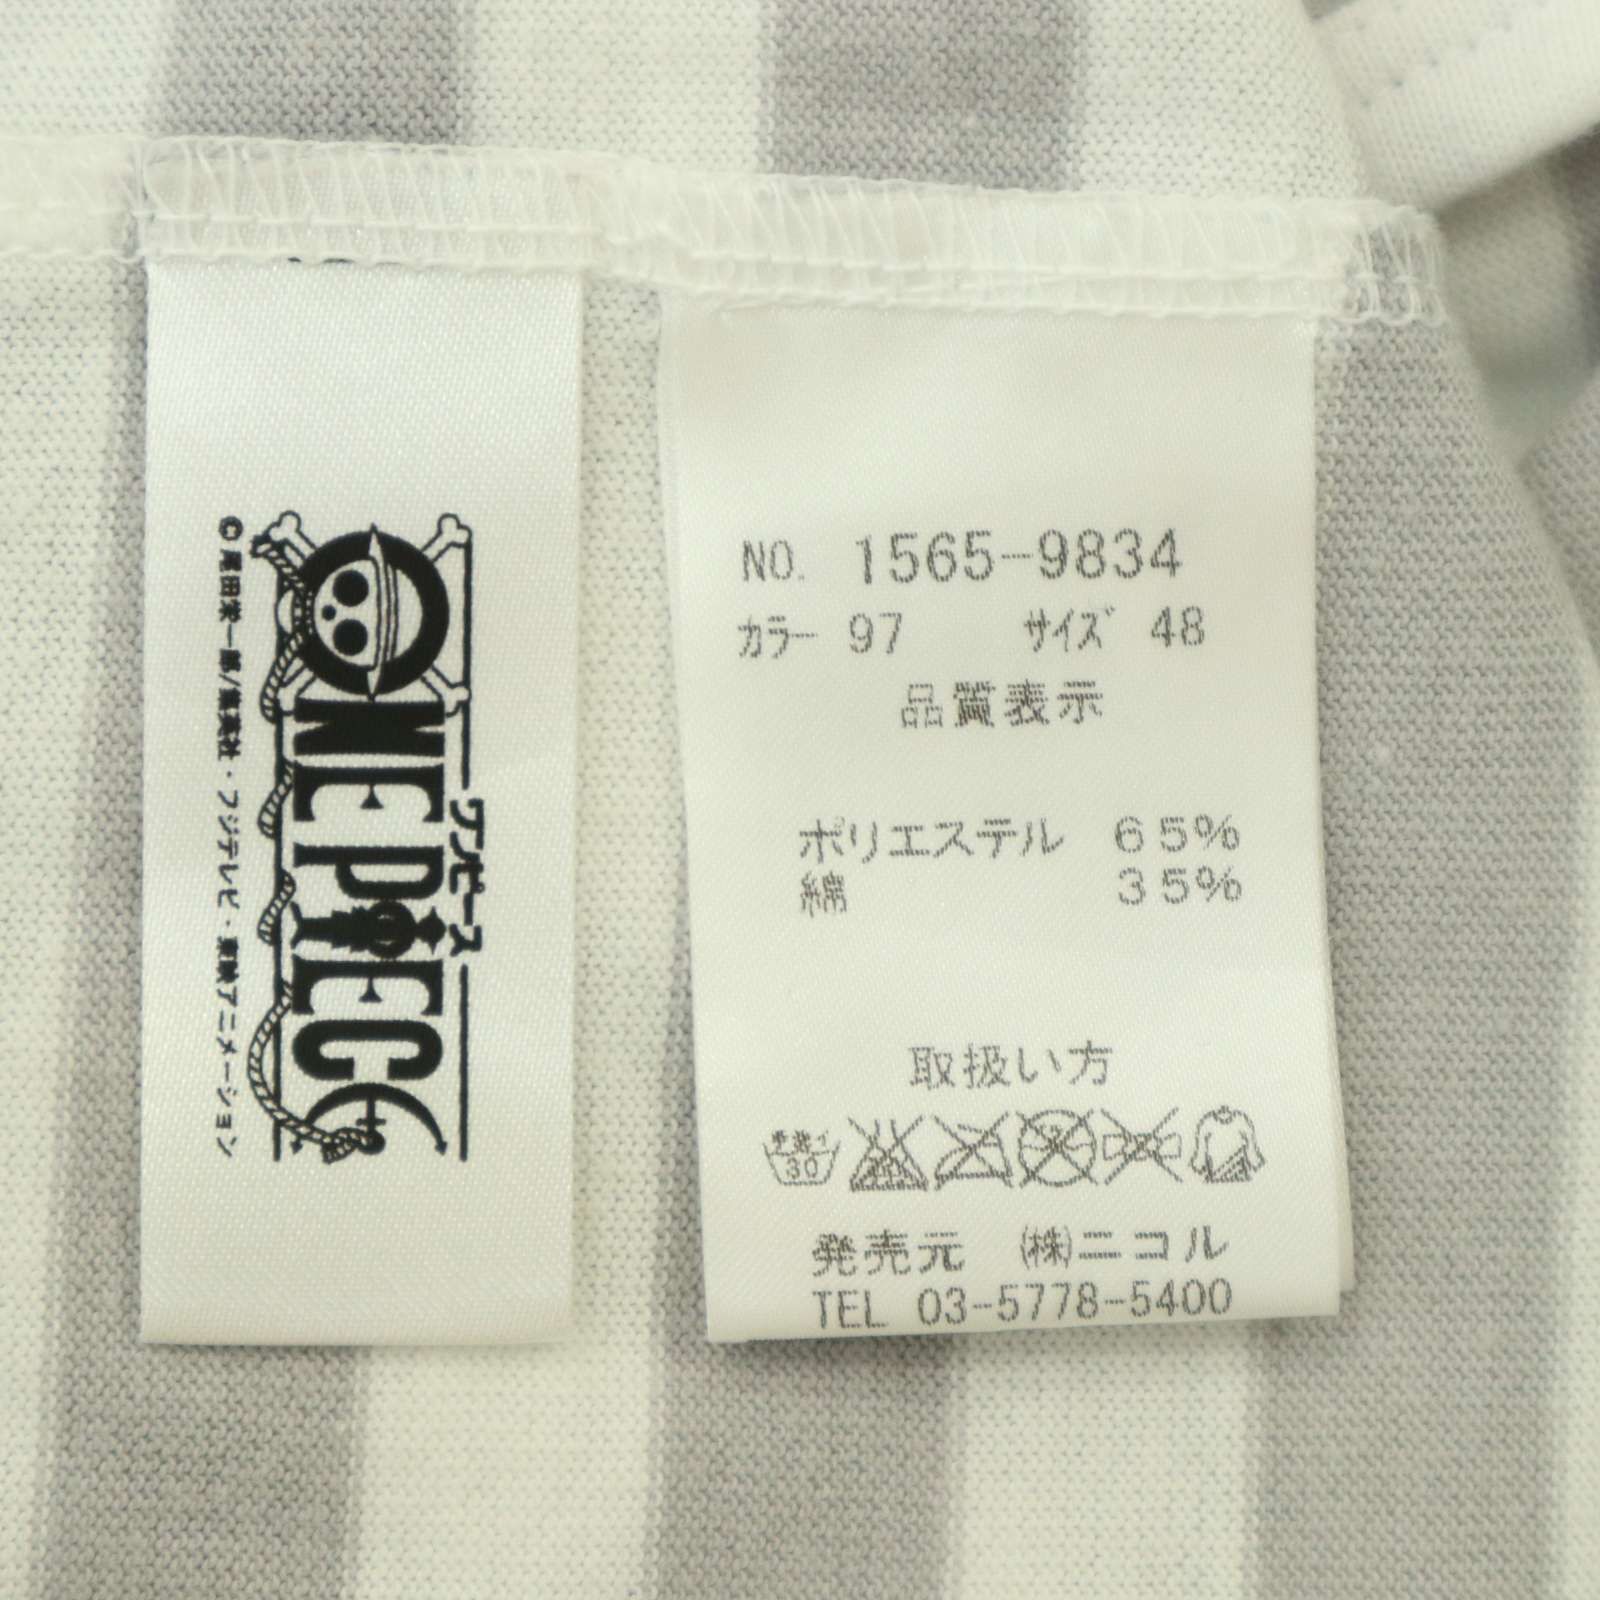 ONE PIECE
ワンピース
©尾田栄一郎/集英社・フジテレビ・東映アニメーション
NO. 1565-9834
カラー 97 サイズ 48
品質表示
ポリエステル 65%
綿 35%
取扱い方
30
発売元 (株)ニコル
TEL 03-5778-5400